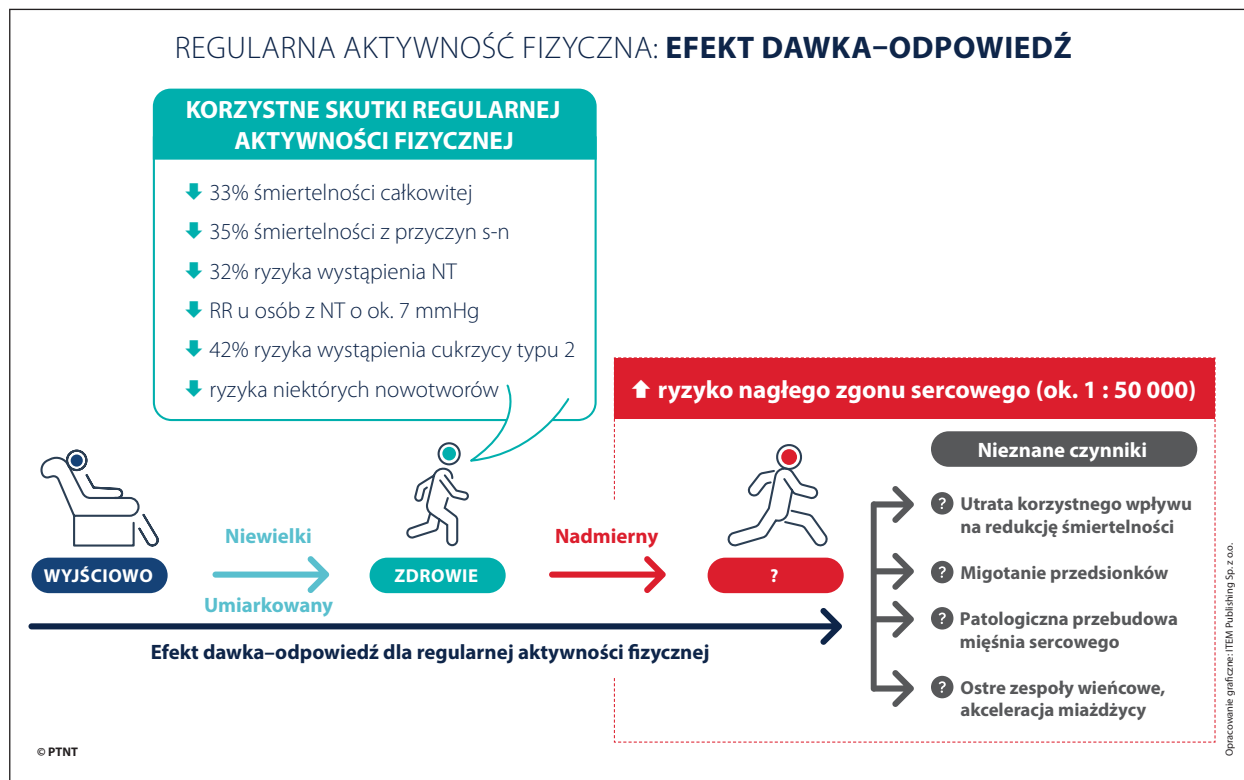 REGULARNA AKTYWNOŚĆ FIZYCZNA: EFEKT DAWKA–ODPOWIEDŹ
KORZYSTNE SKUTKI REGULARNEJ
AKTYWNOŚCI FIZYCZNEJ
33% śmiertelności całkowitej
35% śmiertelności z przyczyn s-n
32% ryzyka wystąpienia NT
RR u osób z NT o ok. 7 mmHg
42% ryzyka wystąpienia cukrzycy typu 2
ryzyka niektórych nowotworów
ryzyko nagłego zgonu sercowego (ok. 1 : 50 000)
WYJŚCIOWO
Niewielki
Umiarkowany
ZDROWIE
Nadmierny
?
Efekt dawka–odpowiedź dla regularnej aktywności fizycznej
Nieznane czynniki
? Utrata korzystnego wpływu
na redukcję śmiertelności
? Migotanie przedsionków
? Patologiczna przebudowa
mięśnia sercowego
? Ostre zespoły wieńcowe,
akceleracja miażdżycy
© PTNT
Opracowanie graficzne: ITEM Publishing Sp. z o.o.